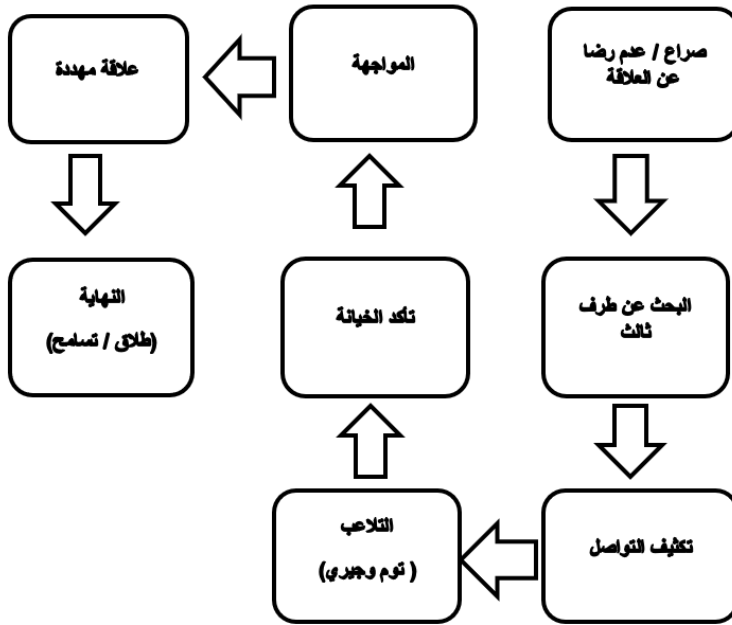 صراع / عدم رضا
عن العلاقة
البحث عن طرف
ثالث
تكثيف التواصل
التلاعب
( توم وجيري)
تأكد الخيانة
المواجهة
علاقة مهددة
النهاية
(طلاق / تسامح)